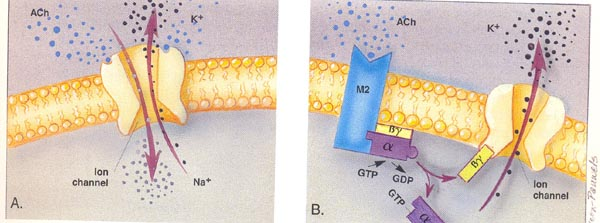 ACh
K+
Ion
channel
Na+
A.
ACh
K+
M2
βγ
α
GTP
GDP
βγ
GTP
α
Ion
channel
B.